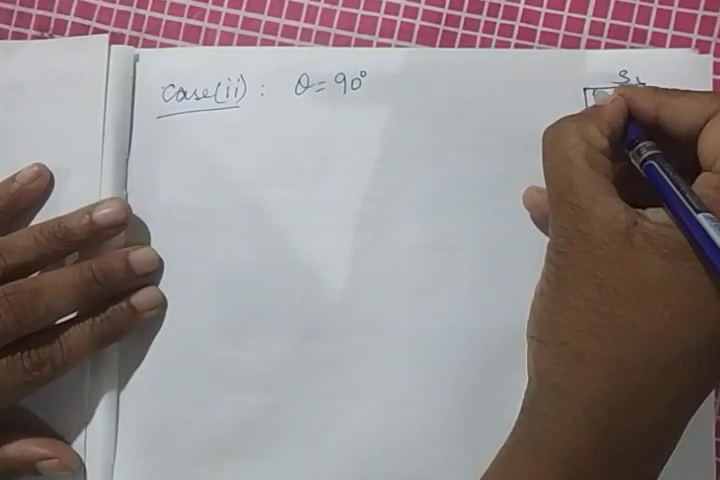 Case(ii) : θ = 90°